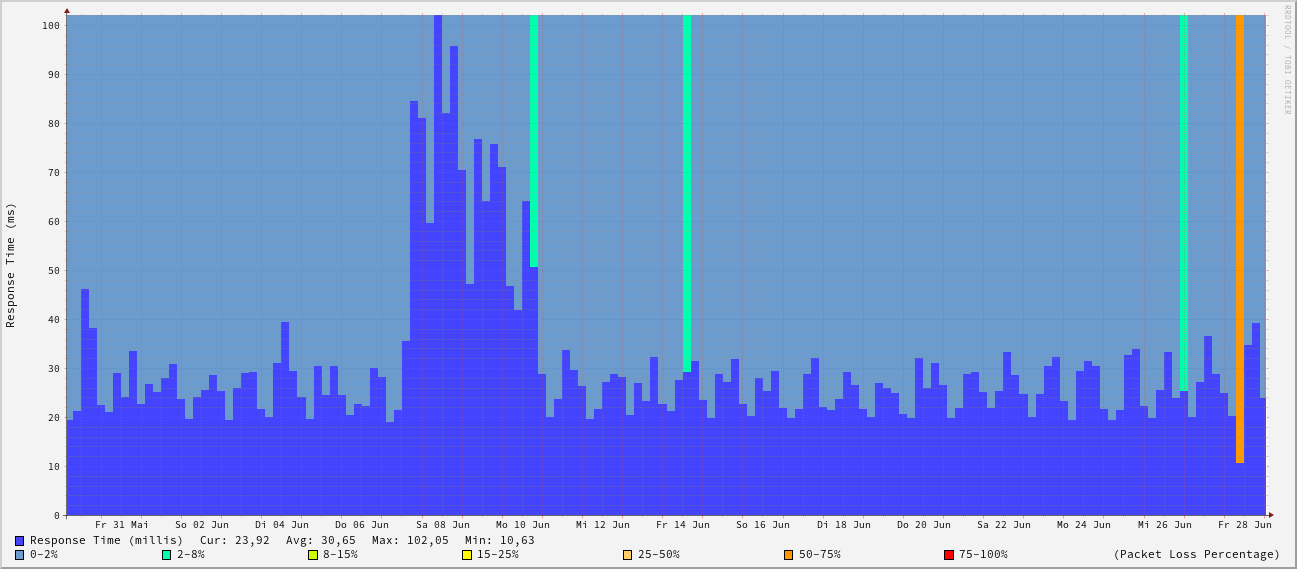 RRDTOOL / TOBI OETIKER
Response Time (ms)
100
90
80
70
60
50
40
30
20
10
0
Fr 31 Mai So 02 Jun Di 04 Jun Do 06 Jun Sa 08 Jun Mo 10 Jun Mi 12 Jun Fr 14 Jun So 16 Jun Di 18 Jun Do 20 Jun Sa 22 Jun Mo 24 Jun Mi 26 Jun Fr 28 Jun
Response Time (millis) Cur: 23,92 Avg: 30,65 Max: 102,05 Min: 10,63
0-2% 2-8% 8-15% 15-25% 25-50% 50-75% 75-100% (Packet Loss Percentage)